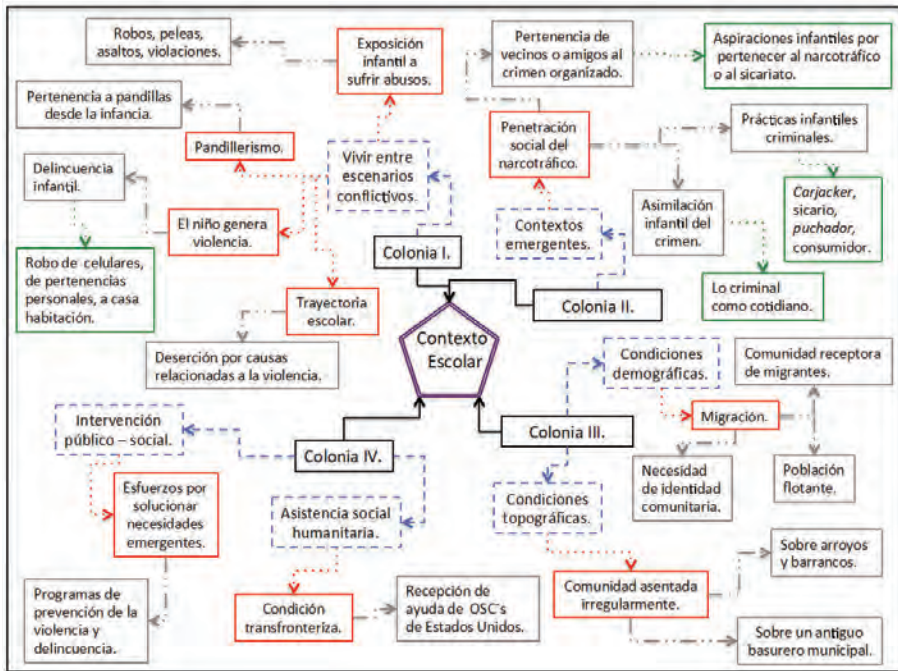 Robos, peleas,
asaltos, violaciones.
Exposición
infantil a
sufrir abusos.
Pertenencia de
vecinos o amigos al
crimen organizado.
Aspiraciones infantiles por
pertenecer al narcotráfico
o al sicariato.
Pertenencia a pandillas
desde la infancia.
Pandillerismo.
Vivir entre
escenarios
conflictivos.
Penetración
social del
narcotráfico.
Prácticas infantiles
criminales.
Delincuencia
infantil.
El niño genera
violencia.
Contextos
emergentes.
Asimilación
infantil del
crimen.
Carjacker,
sicario,
puchador,
consumidor.
Robo de celulares,
de pertenencias
personales, a casa
habitación.
Colonia I.
Colonia II.
Lo criminal
como cotidiano.
Trayectoria
escolar.
Deserción por causas
relacionadas a la violencia.
Contexto
Escolar
Condiciones
demográficas.
Comunidad receptora
de migrantes.
Migración.
Intervención
público – social.
Colonia IV.
Colonia III.
Necesidad
de identidad
comunitaria.
Población
flotante.
Esfuerzos por
solucionar
necesidades
emergentes.
Asistencia social
humanitaria.
Condiciones
topográficas.
Programas de
prevención de la
violencia y
delincuencia.
Condición
transfronteriza.
Recepción de
ayuda de OSC's
de Estados Unidos.
Comunidad asentada
irregularmente.
Sobre arroyos
y barrancos.
Sobre un antiguo
basurero municipal.